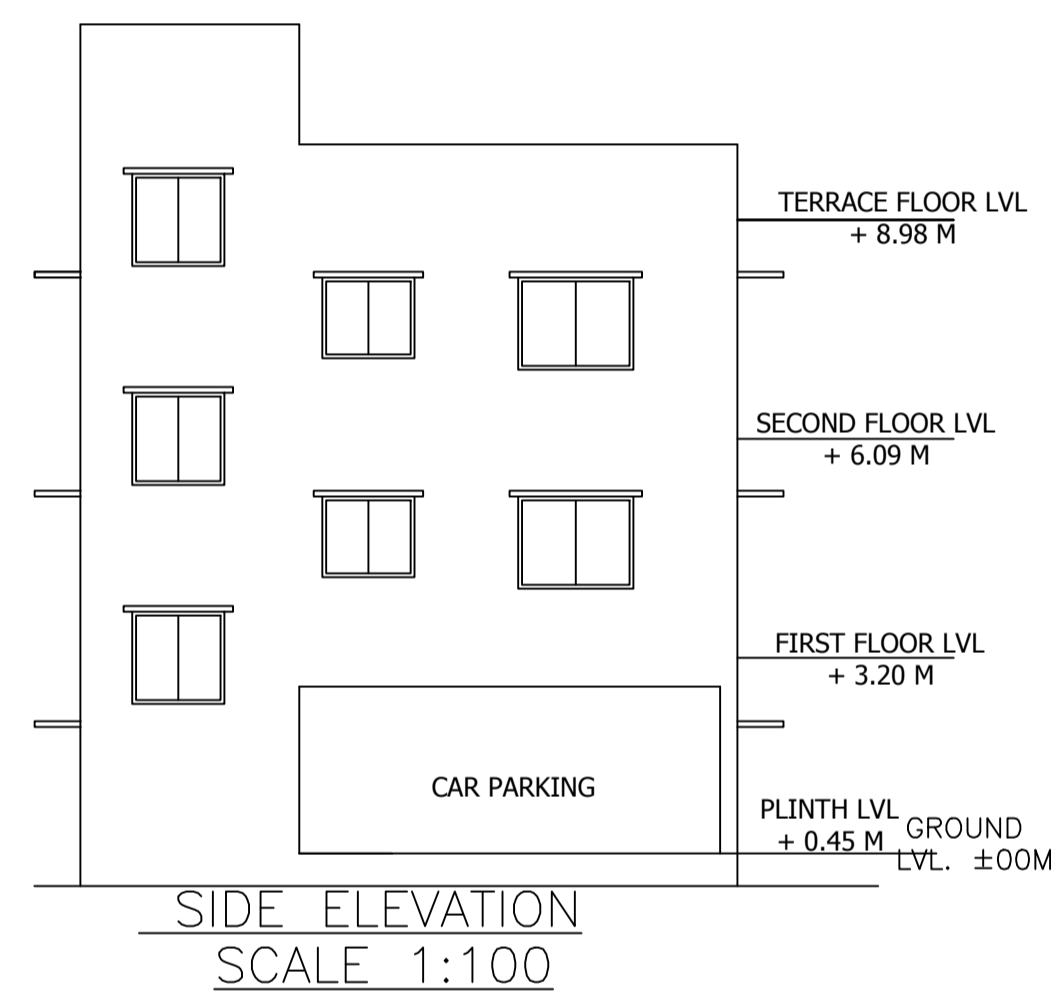 TERRACE FLOOR LVL
+ 8.98 M
SECOND FLOOR LVL
+ 6.09 M
FIRST FLOOR LVL
+ 3.20 M
CAR PARKING
PLINTH LVL
+ 0.45 M
GROUND
LVL. ±00M
SIDE ELEVATION
SCALE 1:100